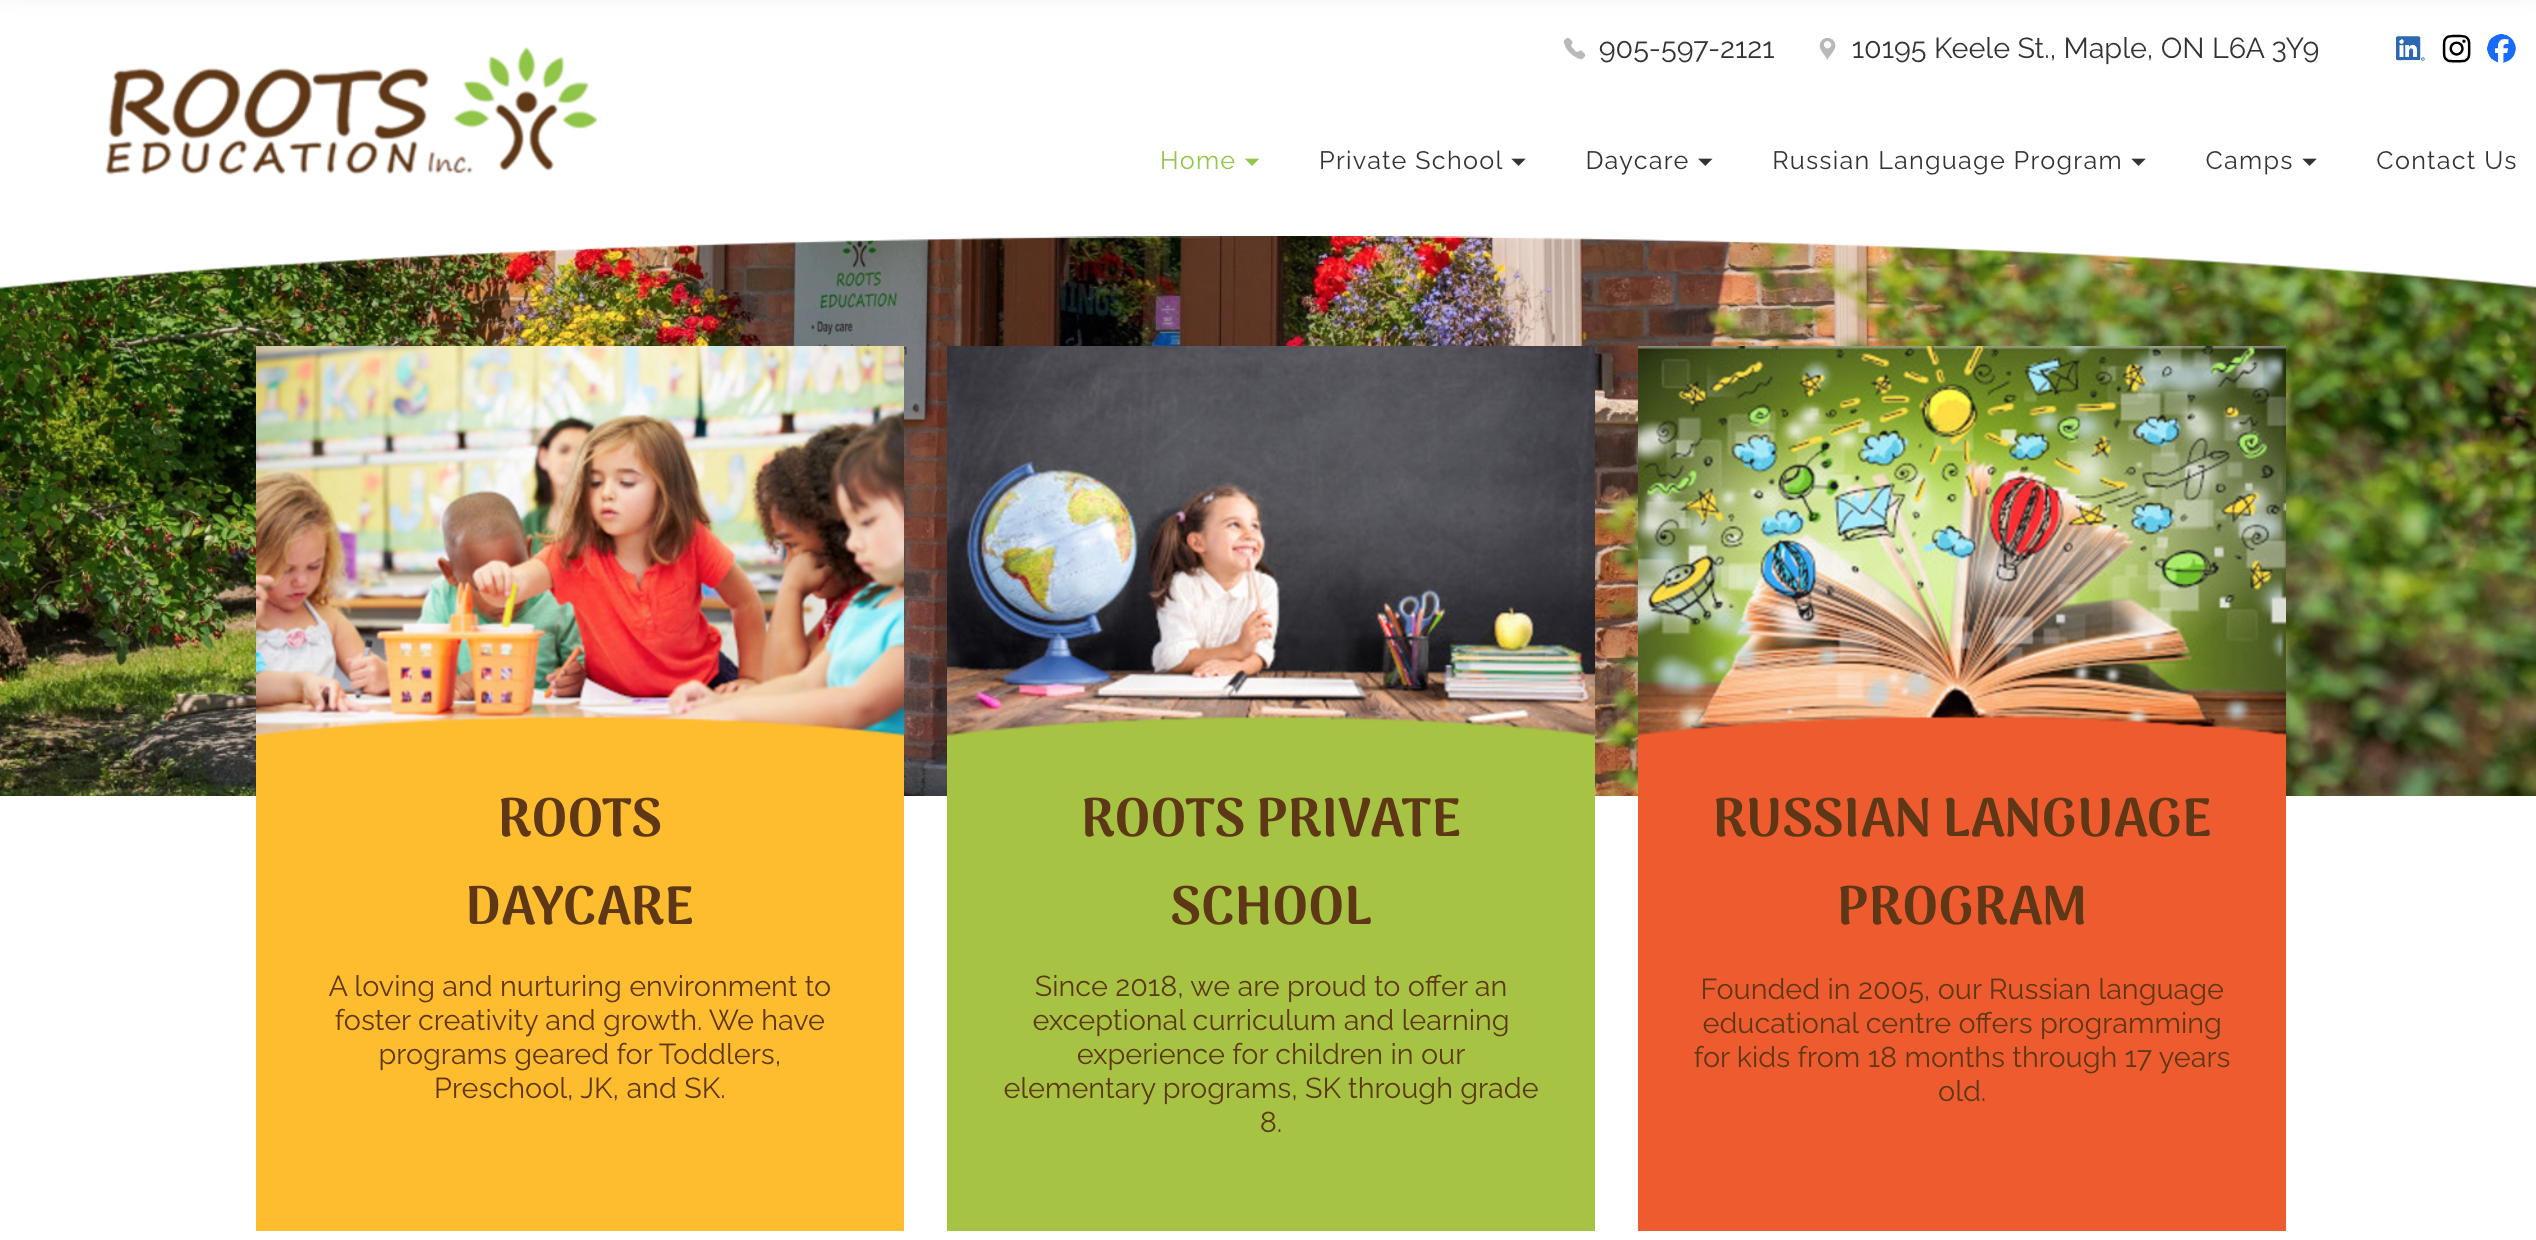 905-597-2121
10195 Keele St., Maple, ON L6A 3Y9
in
ROOTS
EDUCATION Inc.
Home
Private School
Daycare
Russian Language Program
Camps
Contact Us
ROOTS
EDUCATION
• Day care
ROOTS
DAYCARE
A loving and nurturing environment to
foster creativity and growth. We have
programs geared for Toddlers,
Preschool, JK, and SK.
ROOTS PRIVATE
SCHOOL
Since 2018, we are proud to offer an
exceptional curriculum and learning
experience for children in our
elementary programs, SK through grade
8.
RUSSIAN LANGUAGE
PROGRAM
Founded in 2005, our Russian language
educational centre offers programming
for kids from 18 months through 17 years
old.